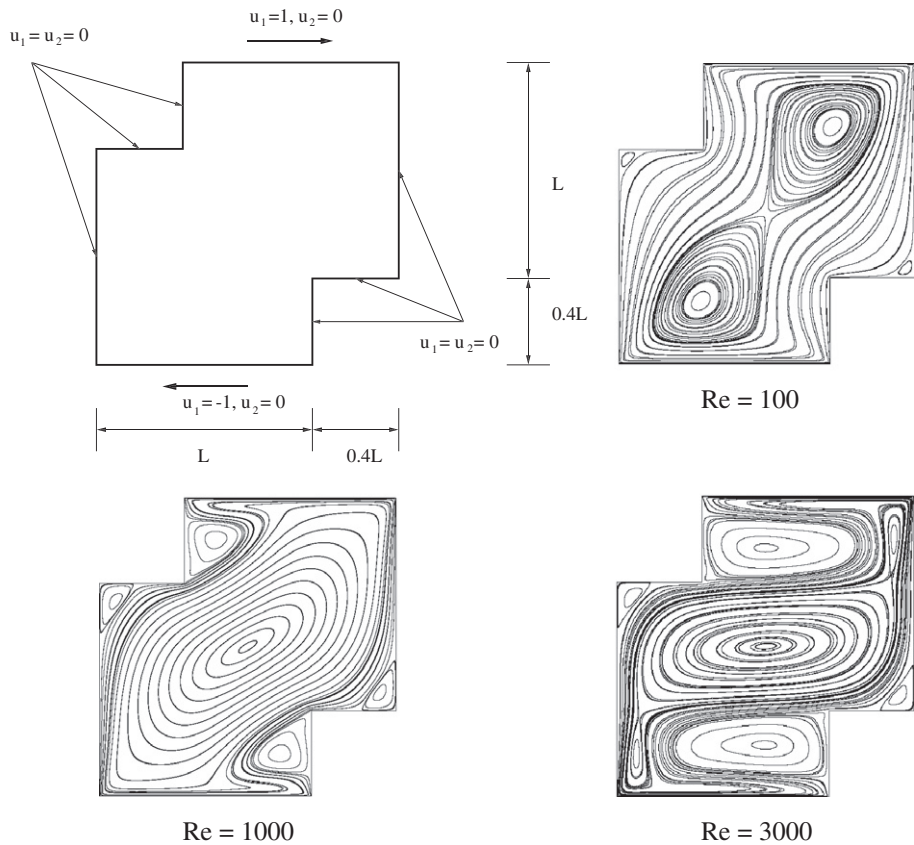 u₁=1, u₂= 0
u₁= u₂= 0
L
0.4L
u₁= u₂= 0
u₁= -1, u₂= 0
L
0.4L
Re = 100
Re = 1000
Re = 3000